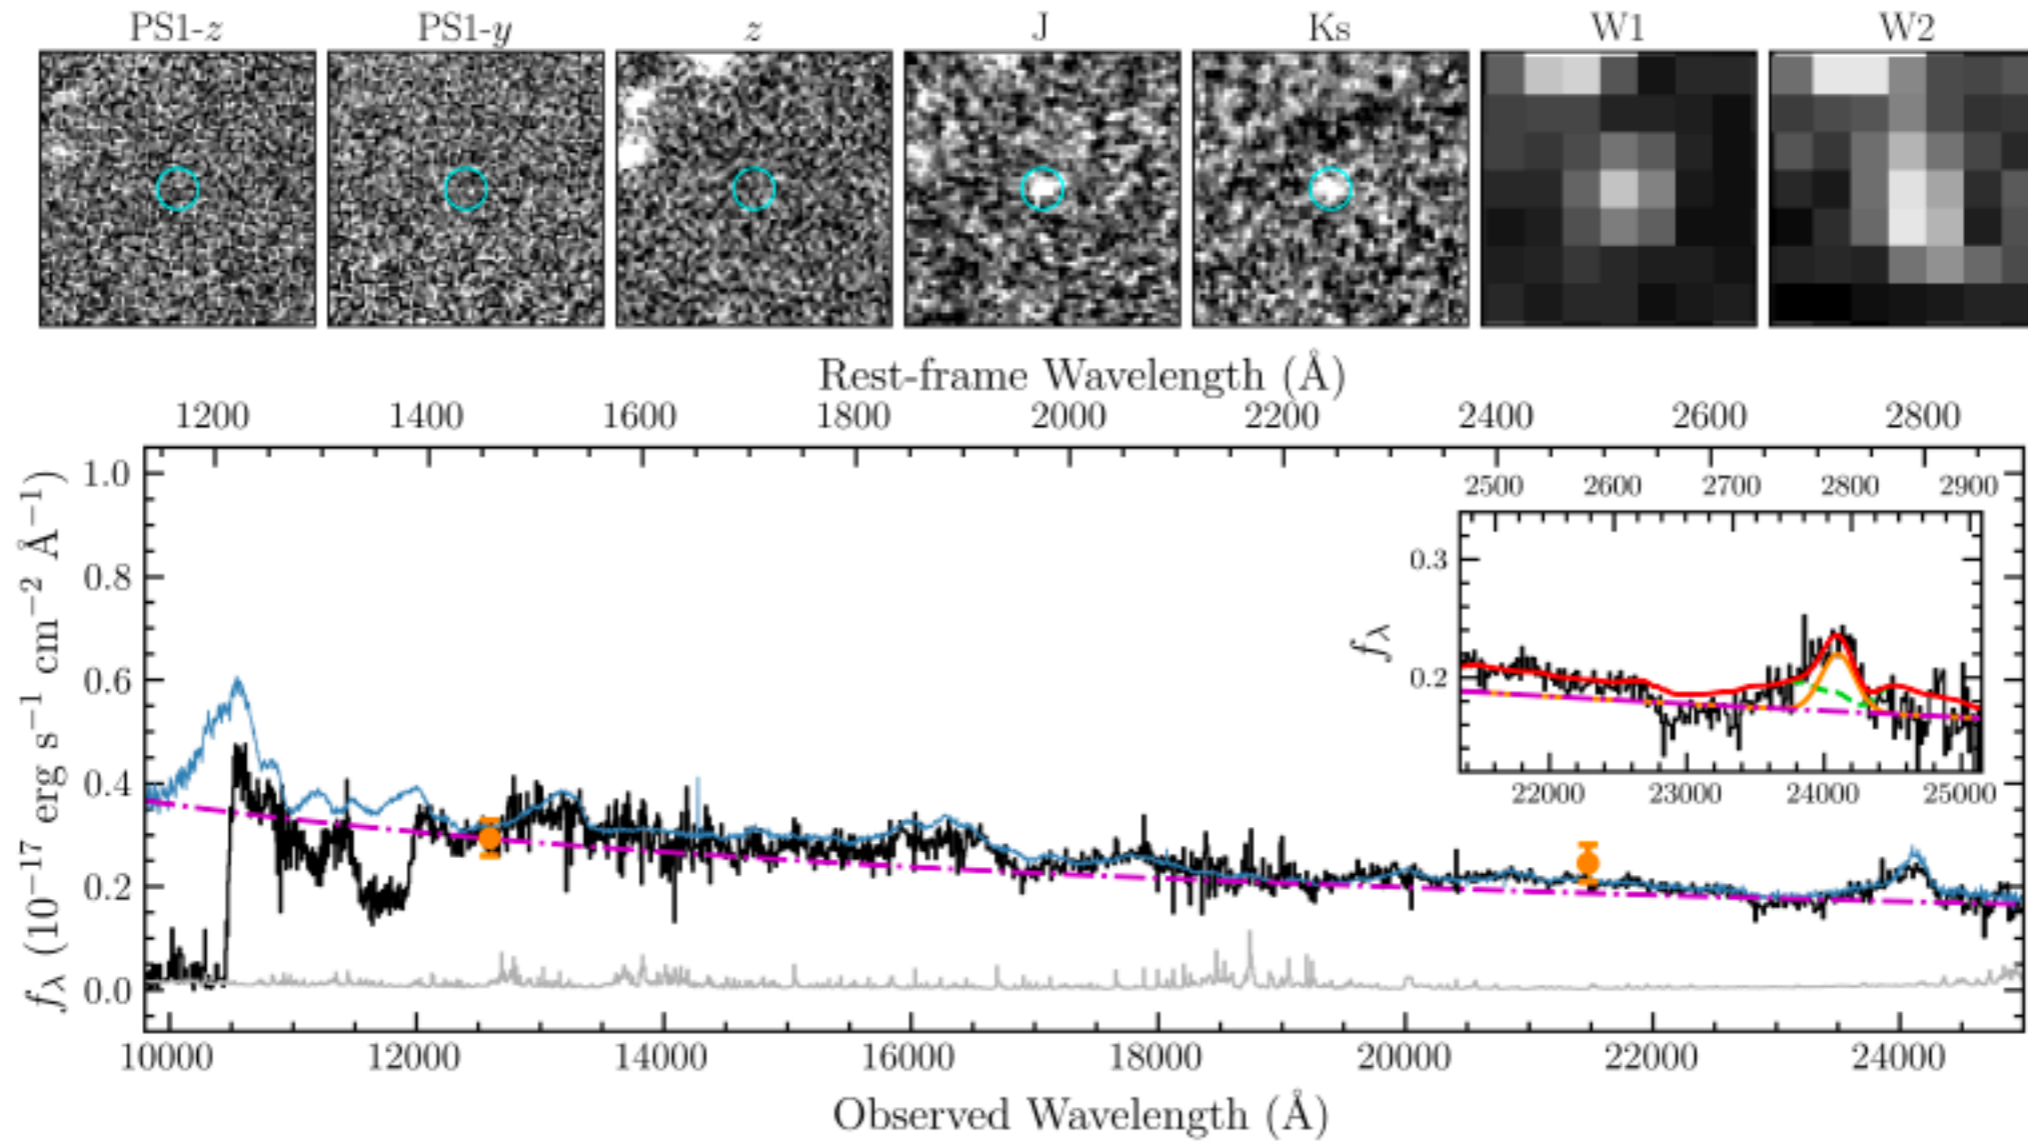 PS1-z PS1-y z J Ks W1 W2
Rest-frame Wavelength (Å)
1200 1400 1600 1800 2000 2200 2400 2600 2800
1.0
0.8
0.6
0.4
0.2
0.0
f_λ (10⁻¹⁷ erg s⁻¹ cm⁻² Å⁻¹)
2500 2600 2700 2800 2900
0.3
0.2
f_λ
22000 23000 24000 25000
10000 12000 14000 16000 18000 20000 22000 24000
Observed Wavelength (Å)